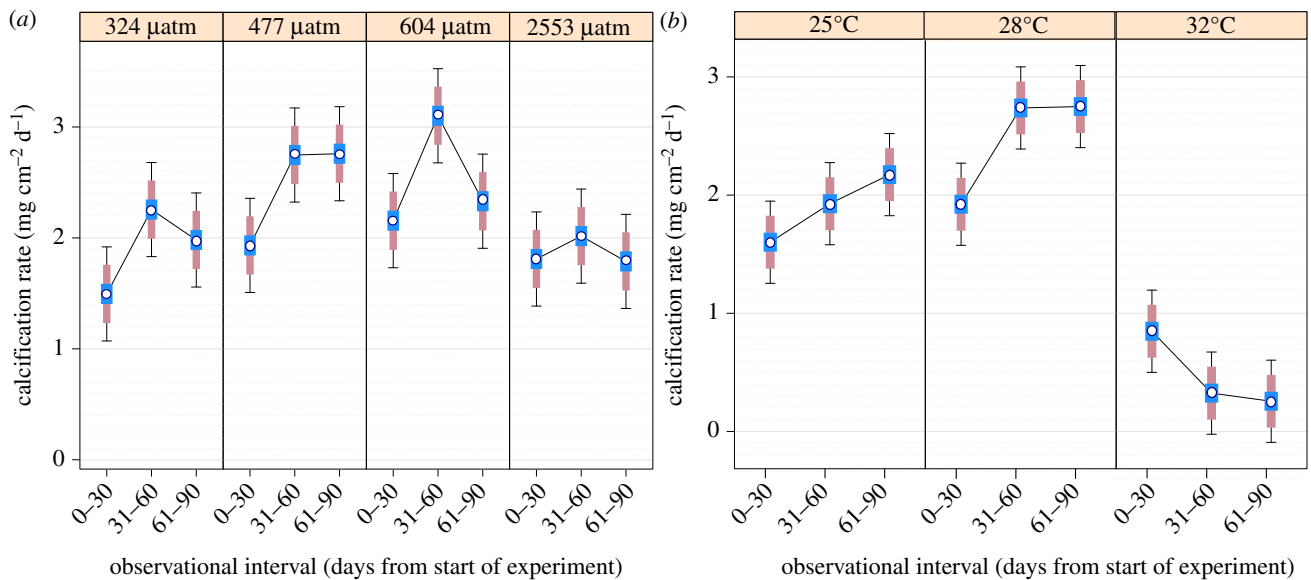 (a)
324 µatm 477 µatm 604 µatm 2553 µatm
calcification rate (mg cm⁻² d⁻¹)
3
2
1
0
0–30 31–60 61–90 0–30 31–60 61–90 0–30 31–60 61–90 0–30 31–60 61–90
observational interval (days from start of experiment)
(b)
25°C 28°C 32°C
calcification rate (mg cm⁻² d⁻¹)
3
2
1
0
0–30 31–60 61–90 0–30 31–60 61–90 0–30 31–60 61–90
observational interval (days from start of experiment)